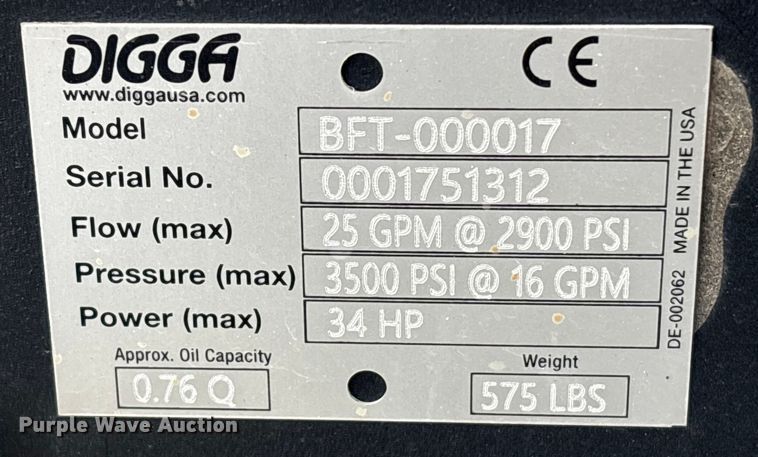 DIGGA CE
www.diggausa.com
Model BFT-000017
Serial No. 0001751312
Flow (max) 25 GPM @ 2900 PSI
Pressure (max) 3500 PSI @ 16 GPM
Power (max) 34 HP
Approx. Oil Capacity Weight
0.76 Q 575 LBS
DE-002062 MADE IN THE USA
Purple Wave Auction